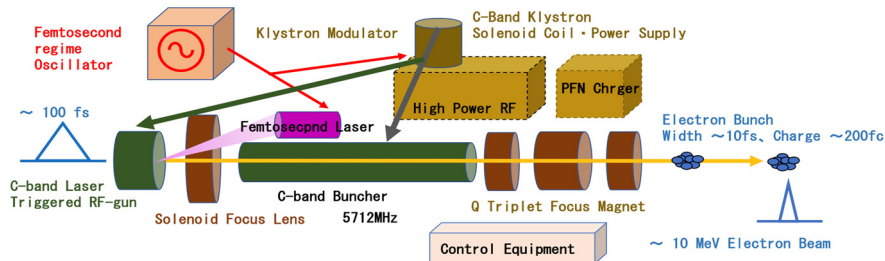 Femtosecond
regime
Oscillator
Klystron Modulator
C-Band Klystron
Solenoid Coil・Power Supply
High Power RF
PFN Chrger
~ 100 fs
Femtosecpnd Laser
Electron Bunch
Width ~10fs、Charge ~200fc
C-band Laser
Triggered RF-gun
Solenoid Focus Lens
C-band Buncher
5712MHz
Q Triplet Focus Magnet
Control Equipment
~ 10 MeV Electron Beam